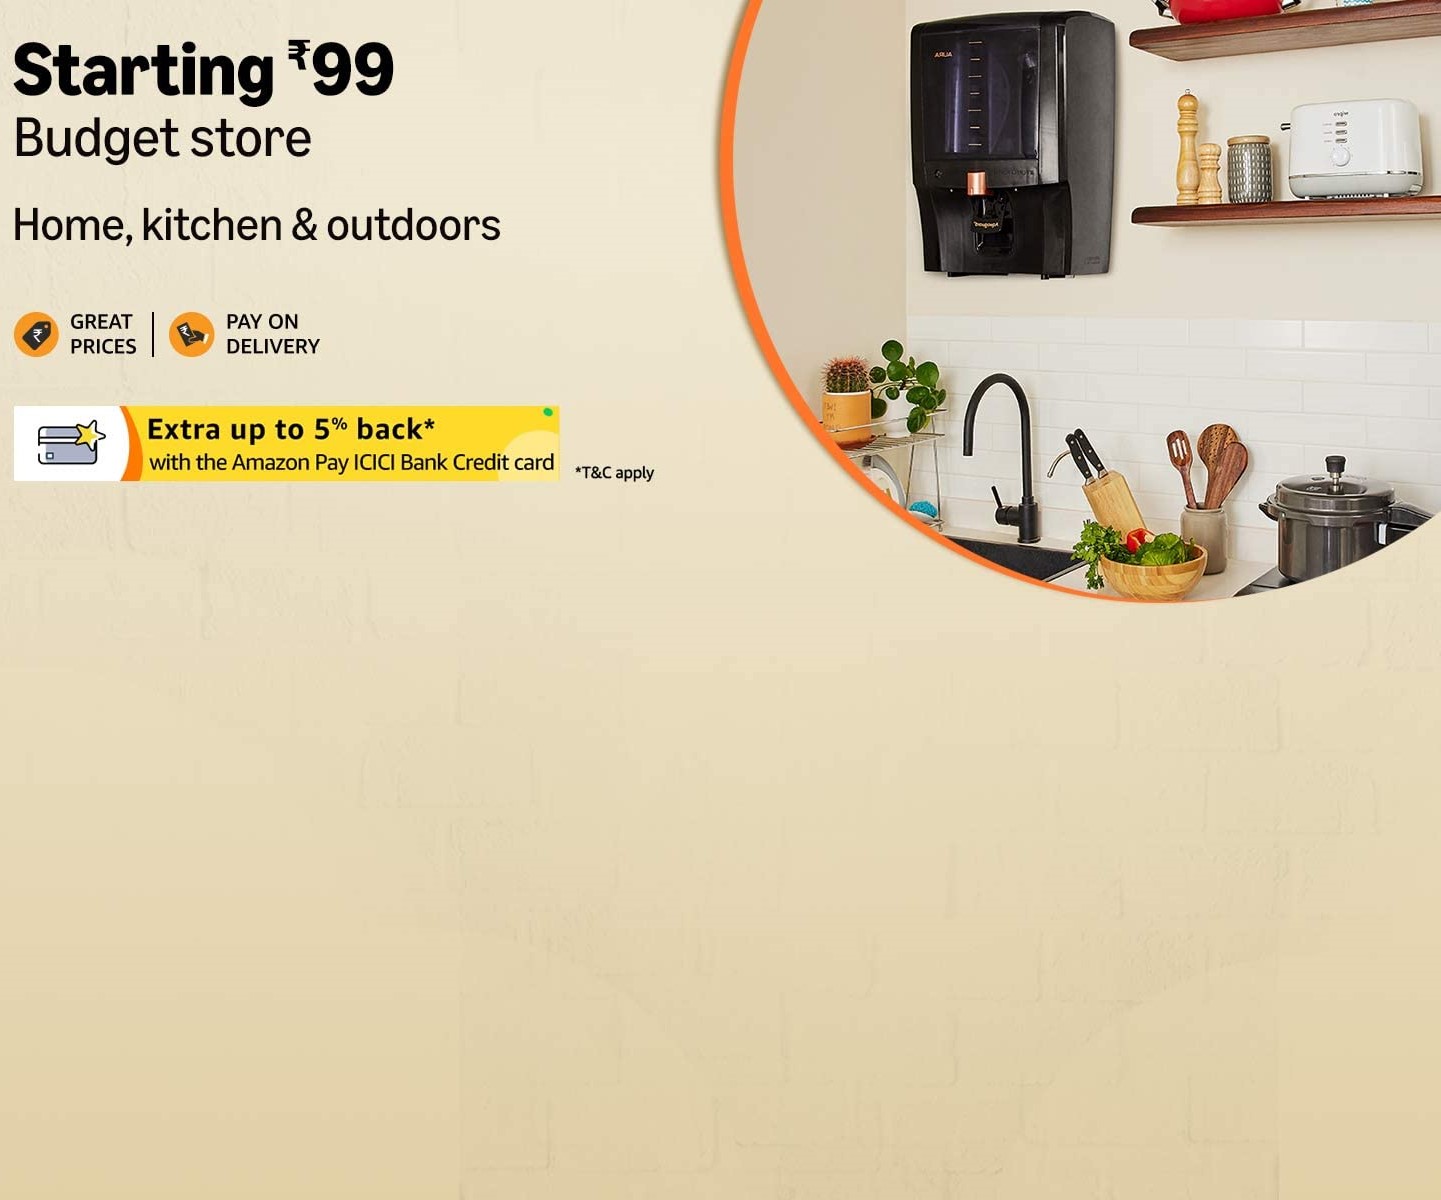 Starting ₹99
Budget store
Home, kitchen & outdoors
GREAT
PRICES
PAY ON
DELIVERY
Extra up to 5% back*
with the Amazon Pay ICICI Bank Credit card
*T&C apply